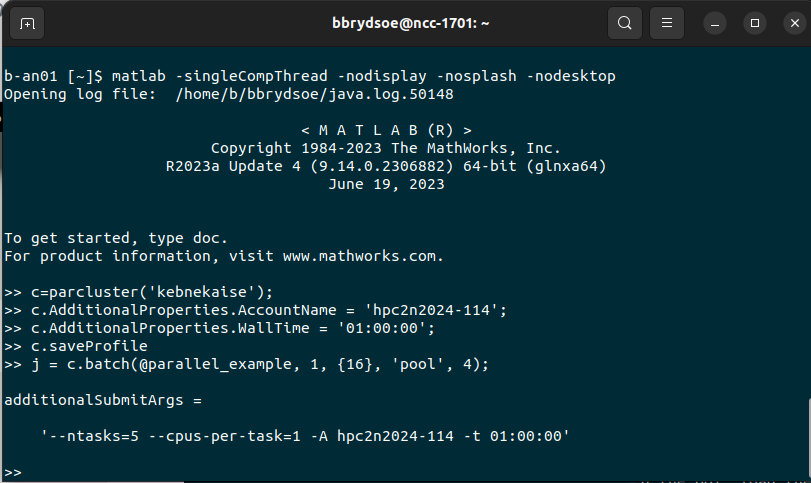 bbrydsoe@ncc-1701: ~
b-an01 [~]$ matlab -singleCompThread -nodisplay -nosplash -nodesktop
Opening log file:  /home/b/bbrydsoe/java.log.50148
< M A T L A B (R) >
Copyright 1984-2023 The MathWorks, Inc.
R2023a Update 4 (9.14.0.2306882) 64-bit (glnxa64)
June 19, 2023
To get started, type doc.
For product information, visit www.mathworks.com.
>> c=parcluster('kebnekaise');
>> c.AdditionalProperties.AccountName = 'hpc2n2024-114';
>> c.AdditionalProperties.WallTime = '01:00:00';
>> c.saveProfile
>> j = c.batch(@parallel_example, 1, {16}, 'pool', 4);
additionalSubmitArgs =
'--ntasks=5 --cpus-per-task=1 -A hpc2n2024-114 -t 01:00:00'
>>